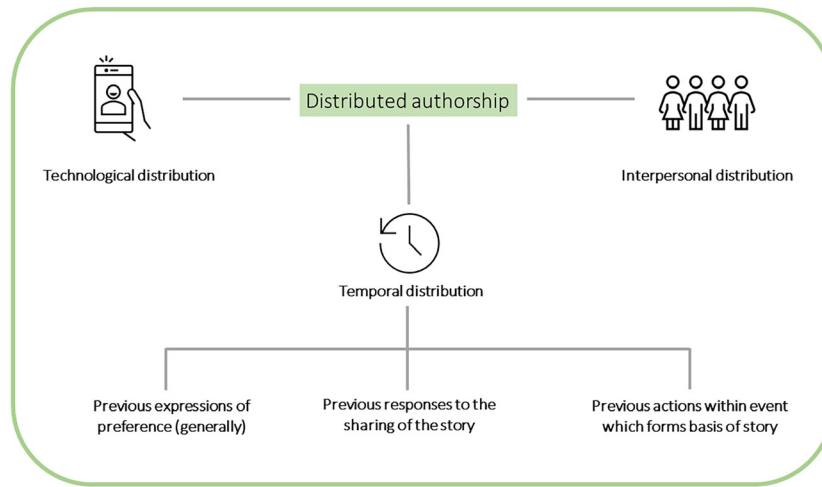 Distributed authorship
Technological distribution
Interpersonal distribution
Temporal distribution
Previous expressions of
preference (generally)
Previous responses to the
sharing of the story
Previous actions within event
which forms basis of story